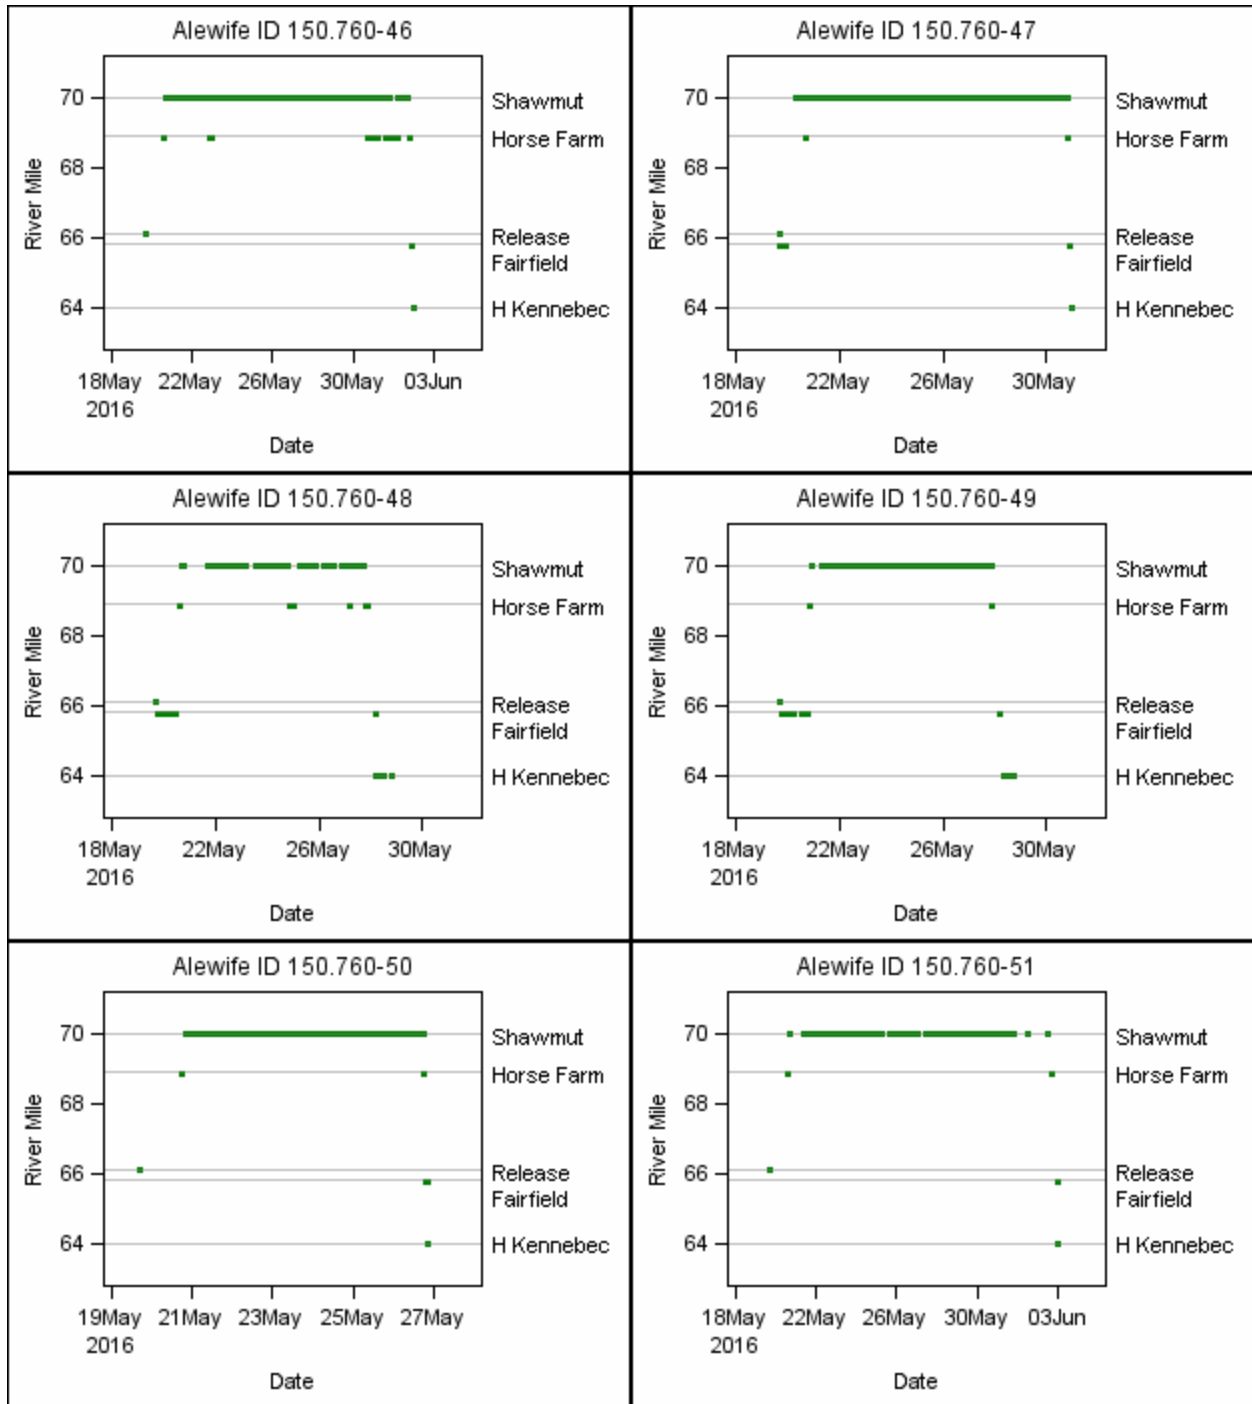 Alewife ID 150.760-46
70
68
66
64
River Mile
Shawmut
Horse Farm
Release
Fairfield
H Kennebec
18May 22May 26May 30May 03Jun
2016
Date
Alewife ID 150.760-47
70
68
66
64
River Mile
Shawmut
Horse Farm
Release
Fairfield
H Kennebec
18May 22May 26May 30May
2016
Date
Alewife ID 150.760-48
70
68
66
64
River Mile
Shawmut
Horse Farm
Release
Fairfield
H Kennebec
18May 22May 26May 30May
2016
Date
Alewife ID 150.760-49
70
68
66
64
River Mile
Shawmut
Horse Farm
Release
Fairfield
H Kennebec
18May 22May 26May 30May
2016
Date
Alewife ID 150.760-50
70
68
66
64
River Mile
Shawmut
Horse Farm
Release
Fairfield
H Kennebec
19May 21May 23May 25May 27May
2016
Date
Alewife ID 150.760-51
70
68
66
64
River Mile
Shawmut
Horse Farm
Release
Fairfield
H Kennebec
18May 22May 26May 30May 03Jun
2016
Date